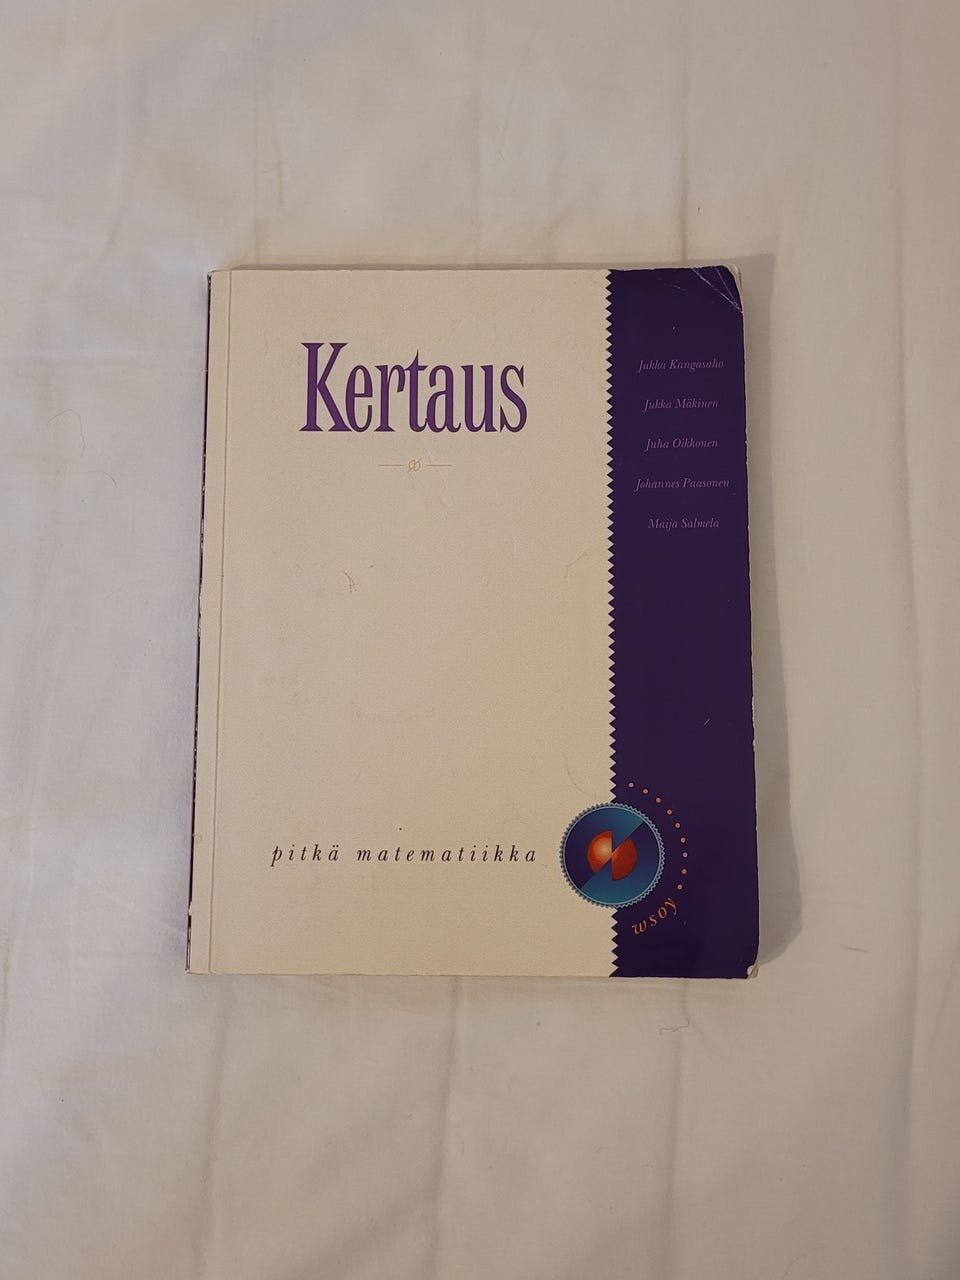 Kertaus
Jukka Kangasaho
Jukka Mäkinen
Juha Oikkonen
Johannes Paasonen
Maija Salmela
pitkä matematiikka
wsoy